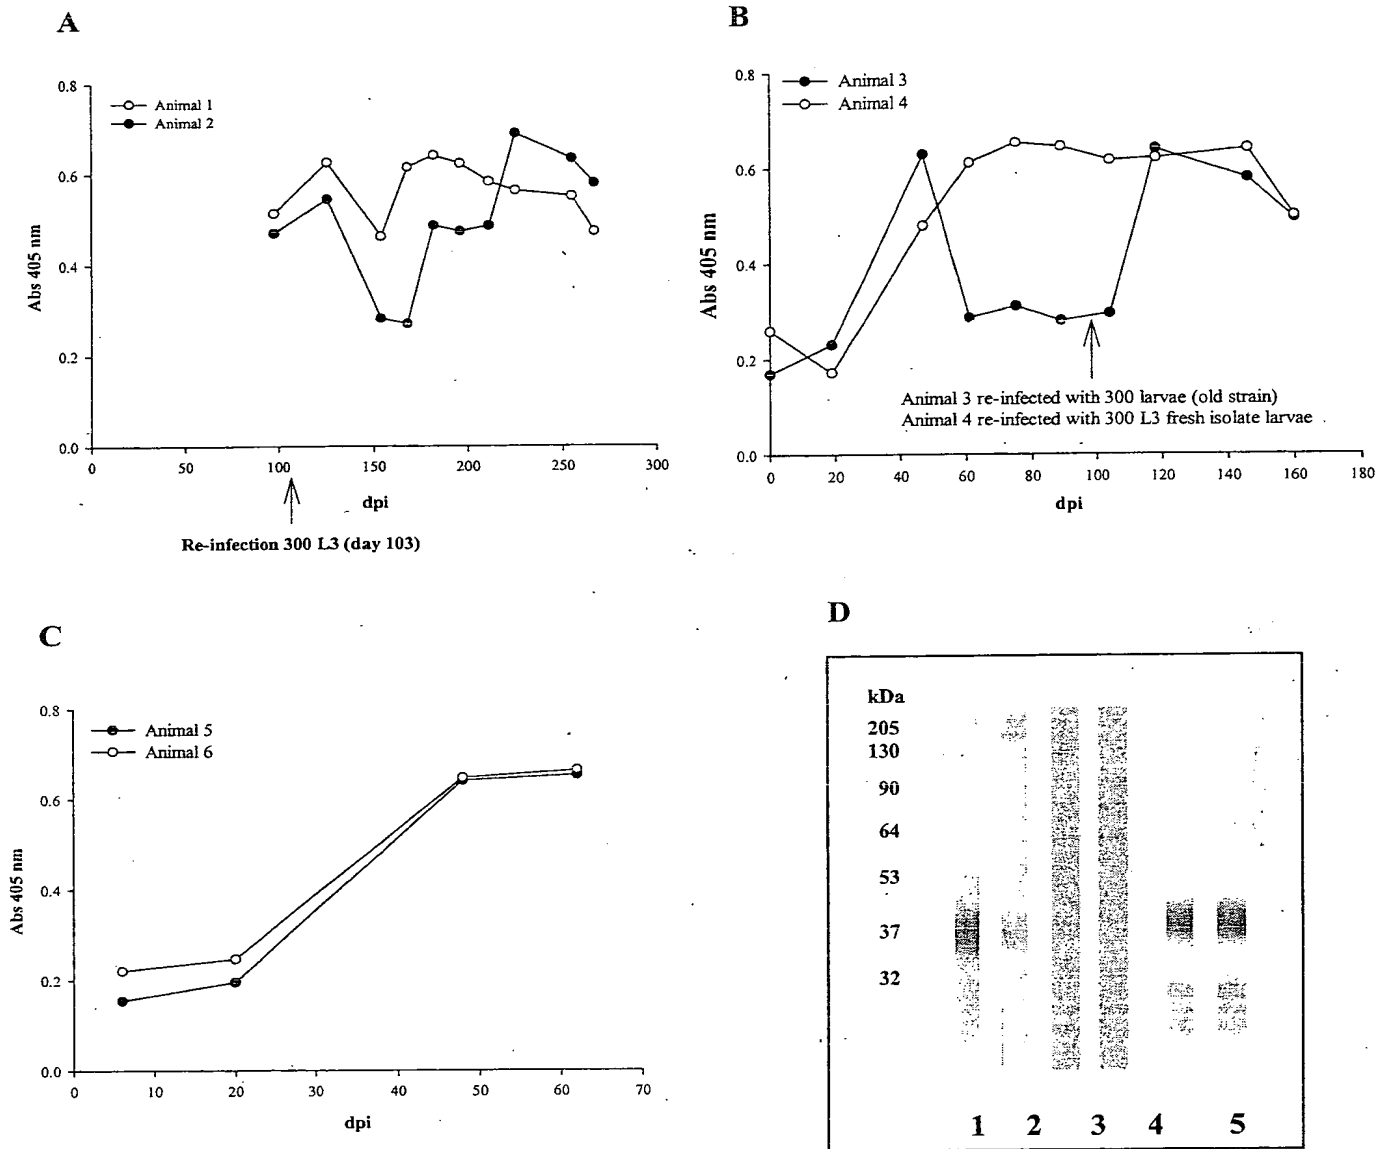 A
0.8
0.6
0.4
0.2
0.0
Abs 405 nm
Animal 1
Animal 2
0 50 100 150 200 250 300
dpi
Re-infection 300 L3 (day 103)
B
0.8
0.6
0.4
0.2
0.0
Abs 405 nm
Animal 3
Animal 4
Animal 3 re-infected with 300 larvae (old strain)
Animal 4 re-infected with 300 L3 fresh isolate larvae
0 20 40 60 80 100 120 140 160 180
dpi
C
0.8
0.6
0.4
0.2
0.0
Abs 405 nm
Animal 5
Animal 6
0 10 20 30 40 50 60 70
dpi
D
kDa
205
130
90
64
53
37
32
1 2 3 4 5